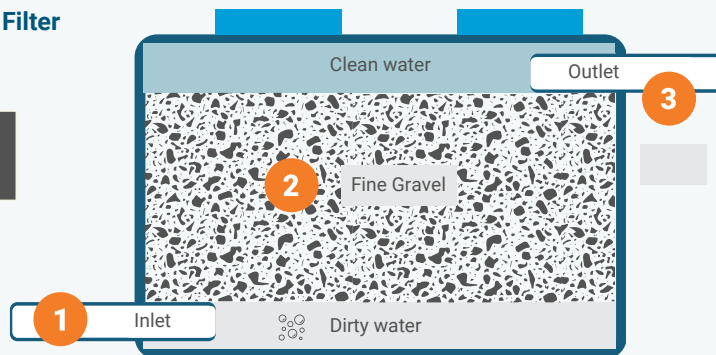 Filter
Clean water
Outlet
3
2
Fine Gravel
1
Inlet
Dirty water